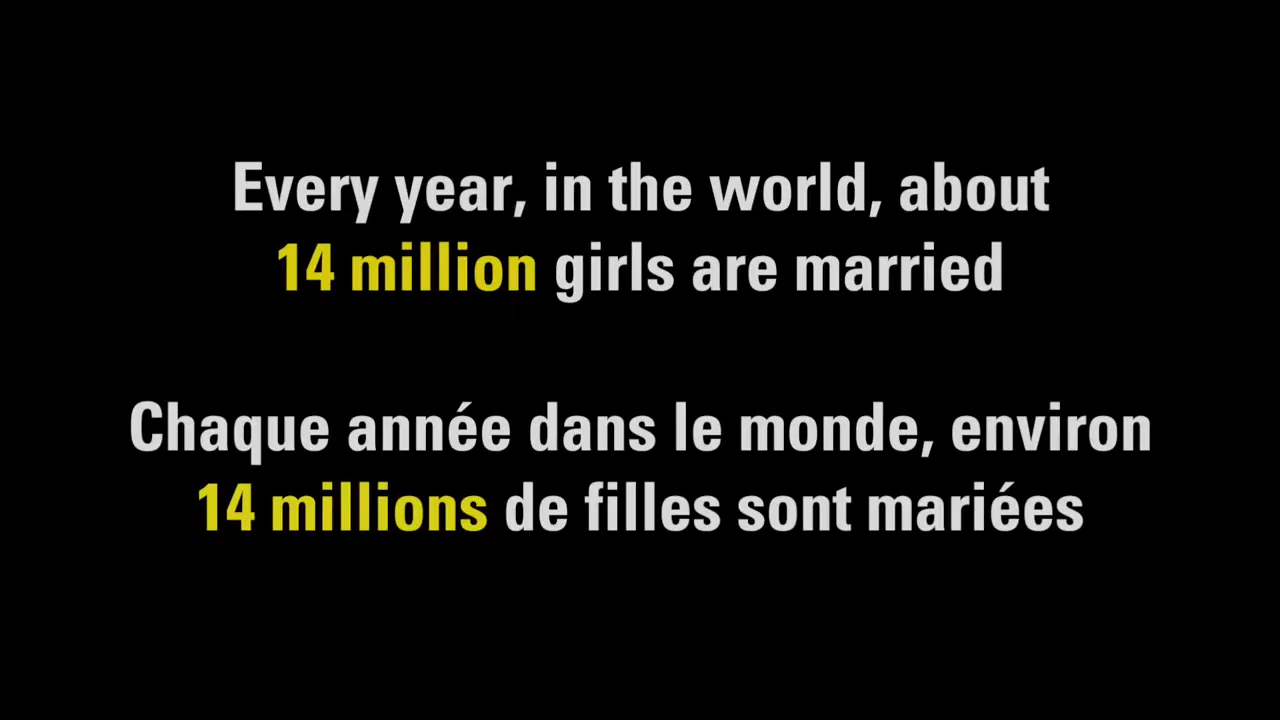 Every year, in the world, about
14 million girls are married
Chaque année dans le monde, environ
14 millions de filles sont mariées